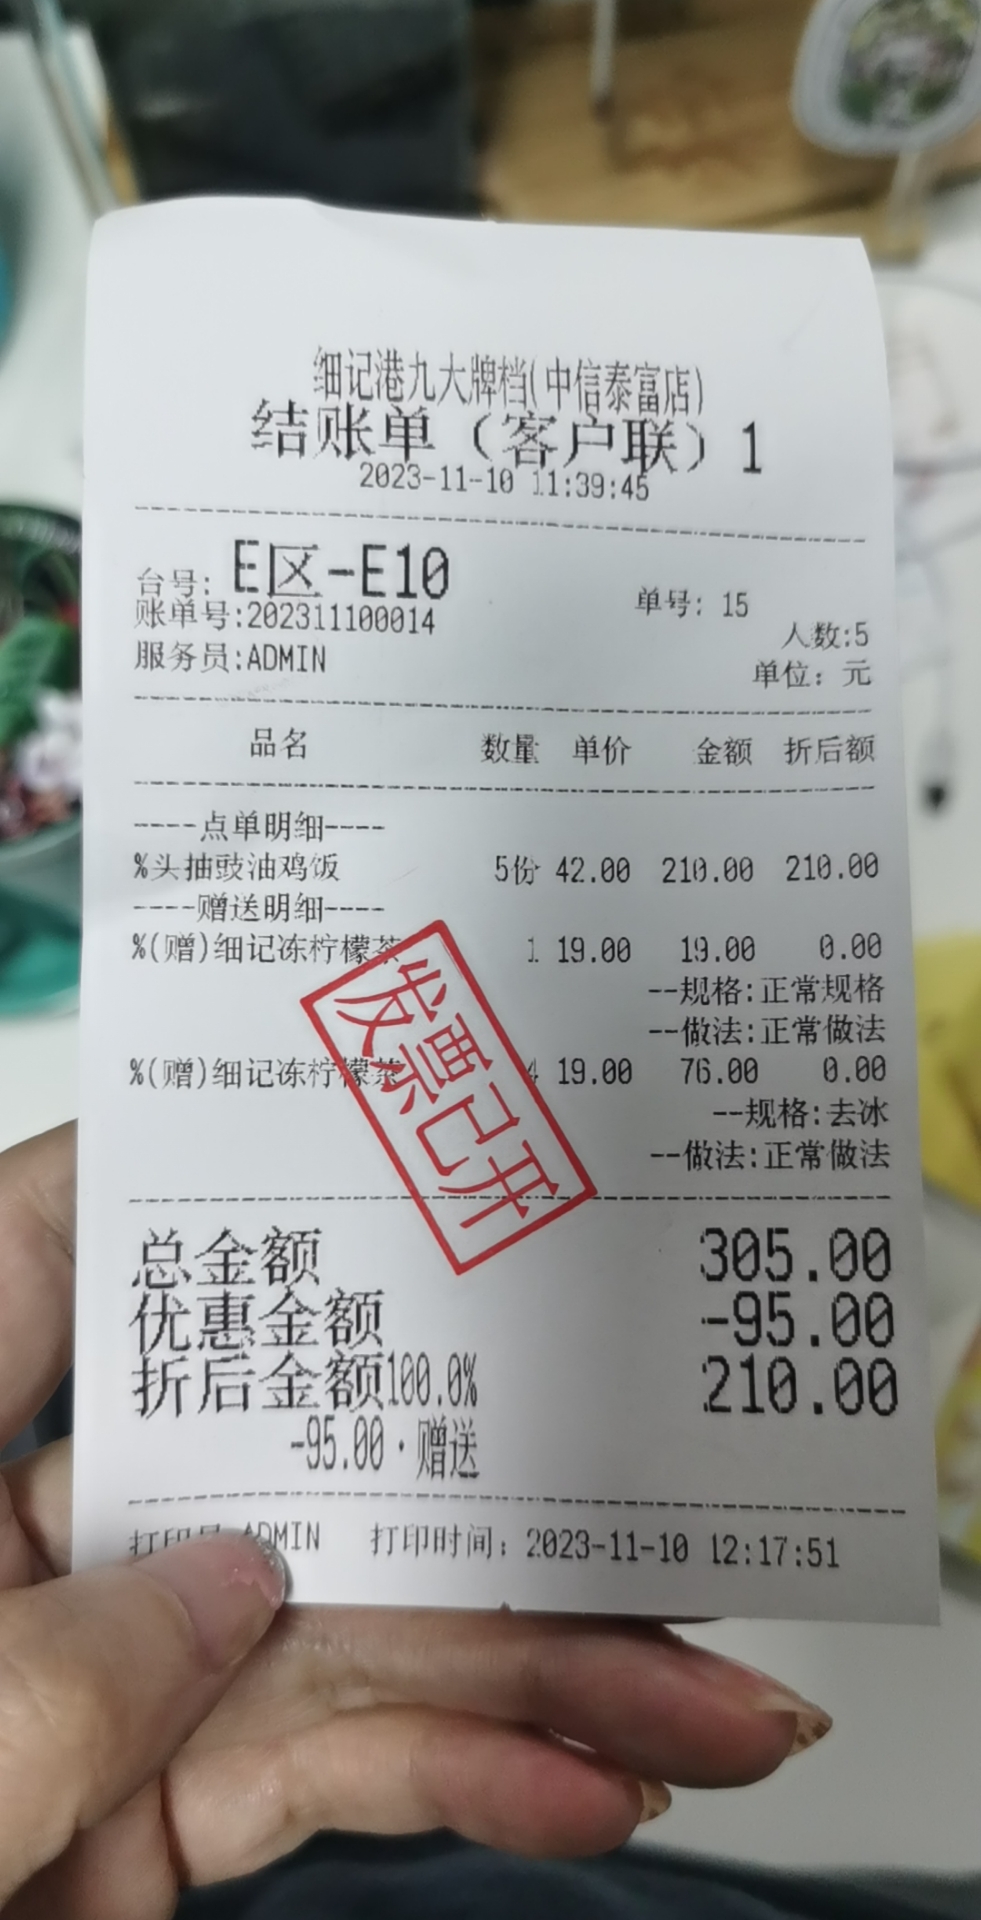 细记港九大牌档(中信泰富店)
结账单（客户联）1
2023-11-10 11:39:45
台号: E区-E10 单号: 15
账单号:202311100014 人数:5
服务员:ADMIN 单位: 元
品名 数量 单价 金额 折后额
----点单明细----
%头抽豉油鸡饭 5份 42.00 210.00 210.00
----赠送明细----
%(赠)细记冻柠檬茶 1 19.00 19.00 0.00
--规格:正常规格
--做法:正常做法
%(赠)细记冻柠檬茶 4 19.00 76.00 0.00
--规格:去冰
--做法:正常做法
发票已开
总金额 305.00
优惠金额 -95.00
折后金额100.0% 210.00
-95.00·赠送
打印员:ADMIN 打印时间: 2023-11-10 12:17:51